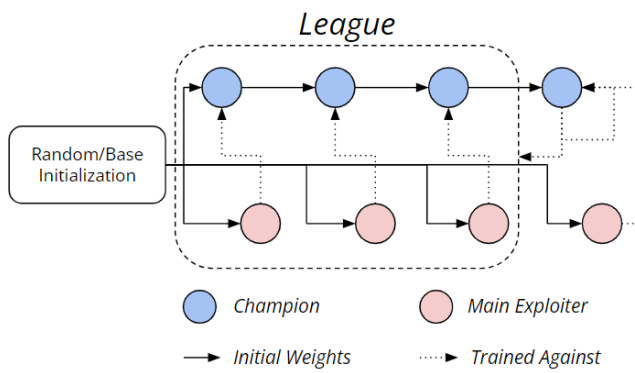 League
Random/Base
Initialization
Champion
Main Exploiter
Initial Weights
Trained Against